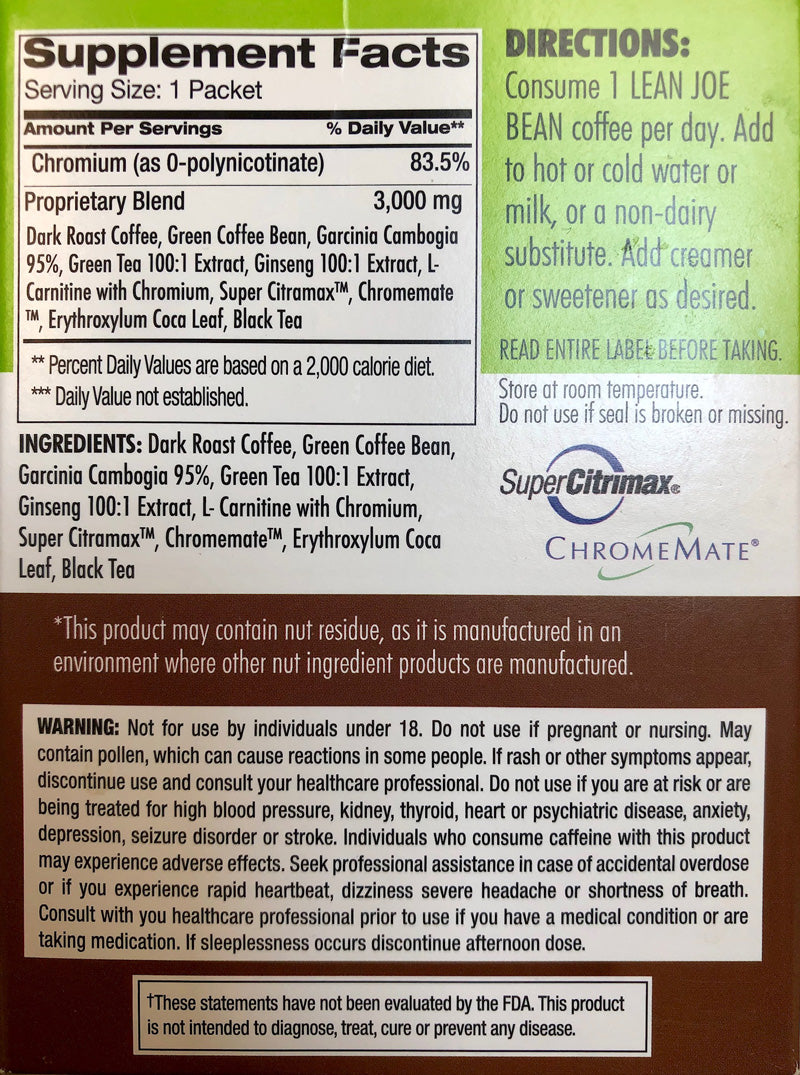 Supplement Facts
Serving Size: 1 Packet
Amount Per Servings % Daily Value**
Chromium (as O-polynicotinate) 83.5%
Proprietary Blend 3,000 mg
Dark Roast Coffee, Green Coffee Bean, Garcinia Cambogia
95%, Green Tea 100:1 Extract, Ginseng 100:1 Extract, L-
Carnitine with Chromium, Super Citramax™, Chromemate
™, Erythroxylum Coca Leaf, Black Tea
** Percent Daily Values are based on a 2,000 calorie diet.
*** Daily Value not established.
INGREDIENTS: Dark Roast Coffee, Green Coffee Bean,
Garcinia Cambogia 95%, Green Tea 100:1 Extract,
Ginseng 100:1 Extract, L- Carnitine with Chromium,
Super Citramax™, Chromemate™, Erythroxylum Coca
Leaf, Black Tea
DIRECTIONS:
Consume 1 LEAN JOE
BEAN coffee per day. Add
to hot or cold water or
milk, or a non-dairy
substitute. Add creamer
or sweetener as desired.
READ ENTIRE LABEL BEFORE TAKING.
Store at room temperature.
Do not use if seal is broken or missing.
SuperCitrimax®
CHROMEMATE®
*This product may contain nut residue, as it is manufactured in an
environment where other nut ingredient products are manufactured.
WARNING: Not for use by individuals under 18. Do not use if pregnant or nursing. May
contain pollen, which can cause reactions in some people. If rash or other symptoms appear,
discontinue use and consult your healthcare professional. Do not use if you are at risk or are
being treated for high blood pressure, kidney, thyroid, heart or psychiatric disease, anxiety,
depression, seizure disorder or stroke. Individuals who consume caffeine with this product
may experience adverse effects. Seek professional assistance in case of accidental overdose
or if you experience rapid heartbeat, dizziness severe headache or shortness of breath.
Consult with you healthcare professional prior to use if you have a medical condition or are
taking medication. If sleeplessness occurs discontinue afternoon dose.
†These statements have not been evaluated by the FDA. This product
is not intended to diagnose, treat, cure or prevent any disease.